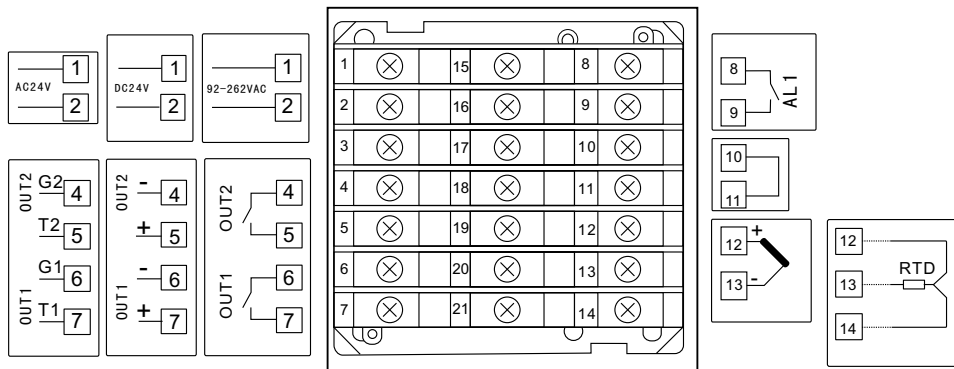 1
AC24V
2
1
DC24V
2
1
92-262VAC
2
OUT2
G2
4
T2
5
OUT1
G1
6
T1
7
OUT2
-
4
+
5
OUT1
-
6
+
7
OUT2
4
5
OUT1
6
7
1 15 8
2 16 9
3 17 10
4 18 11
5 19 12
6 20 13
7 21 14
8
AL1
9
10
11
12 +
13 -
12
13 RTD
14